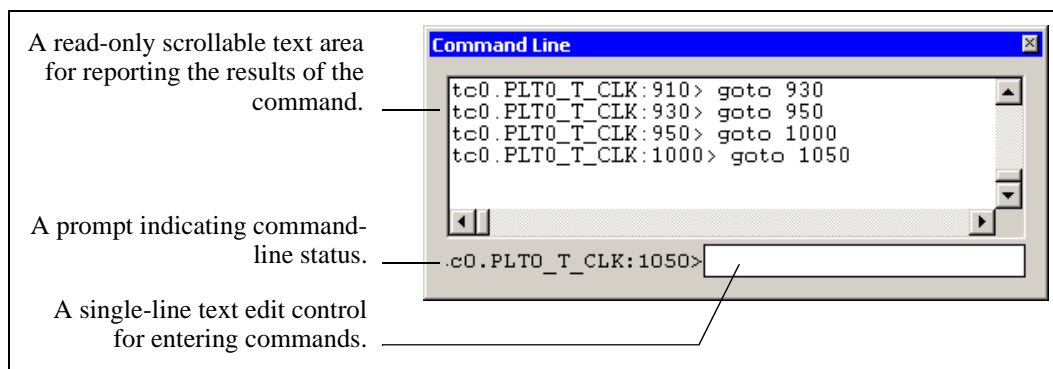 A read-only scrollable text area
for reporting the results of the
command.
Command Line
tc0.PLT0_T_CLK:910> goto 930
tc0.PLT0_T_CLK:930> goto 950
tc0.PLT0_T_CLK:950> goto 1000
tc0.PLT0_T_CLK:1000> goto 1050
A prompt indicating command-
line status.
.c0.PLT0_T_CLK:1050>
A single-line text edit control
for entering commands.